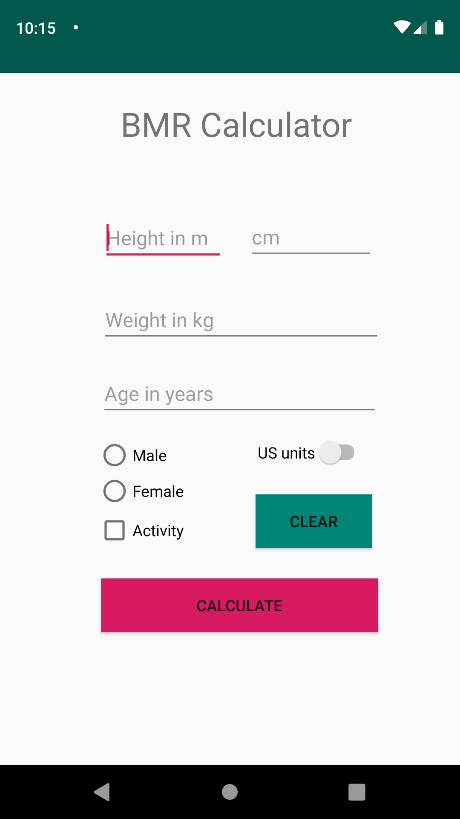 10:15
BMR Calculator
Height in m cm
Weight in kg
Age in years
Male US units
Female
CLEAR
Activity
CALCULATE